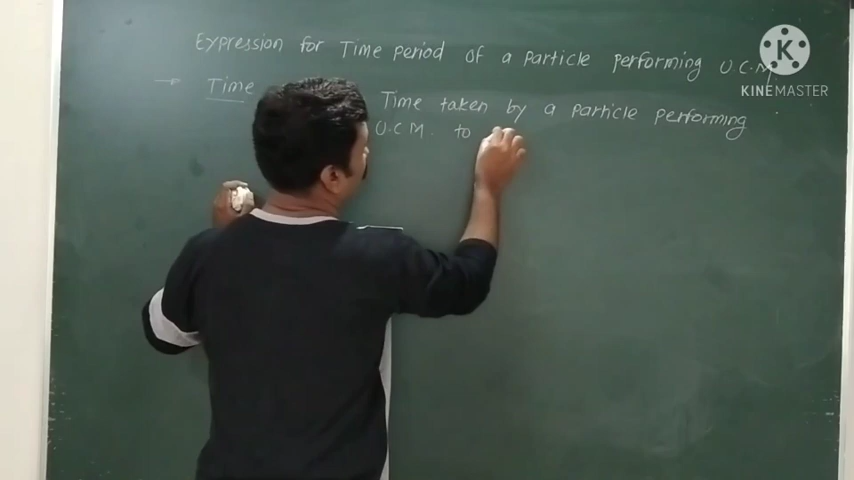 Expression for Time period of a particle performing U.C.M
→ Time
Time taken by a particle performing
U.C.M. to
K
KINEMASTER